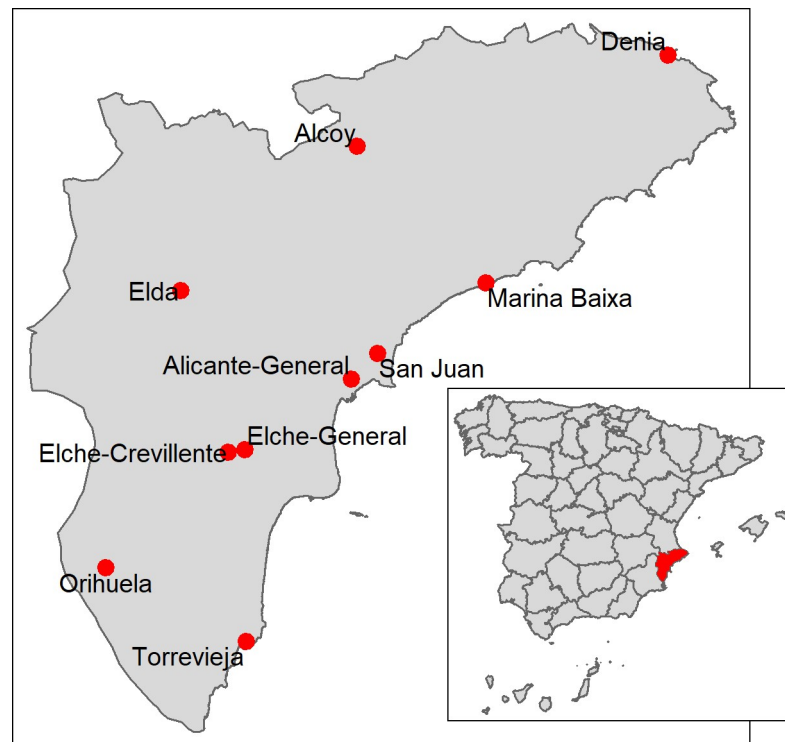 Denia
Alcoy
Elda
Marina Baixa
Alicante-General
San Juan
Elche-General
Elche-Crevillente
Orihuela
Torrevieja